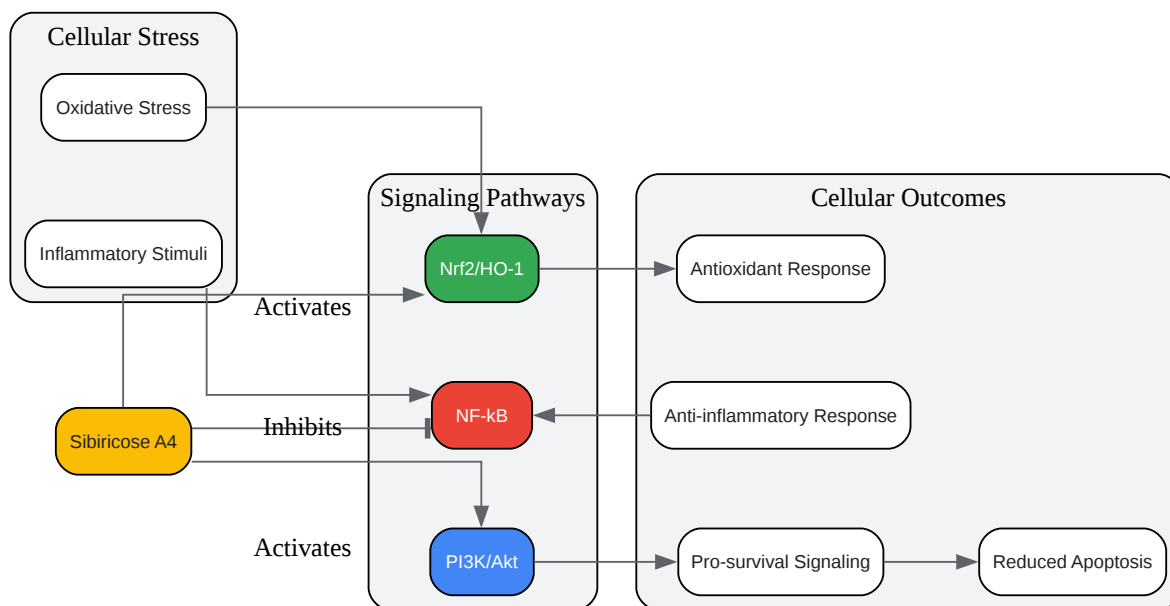 Cellular Stress
Oxidative Stress
Inflammatory Stimuli
Signaling Pathways
Cellular Outcomes
Nrf2/HO-1
Antioxidant Response
Activates
NF-kB
Anti-inflammatory Response
Sibiricose A4
Inhibits
Activates
PI3K/Akt
Pro-survival Signaling
Reduced Apoptosis